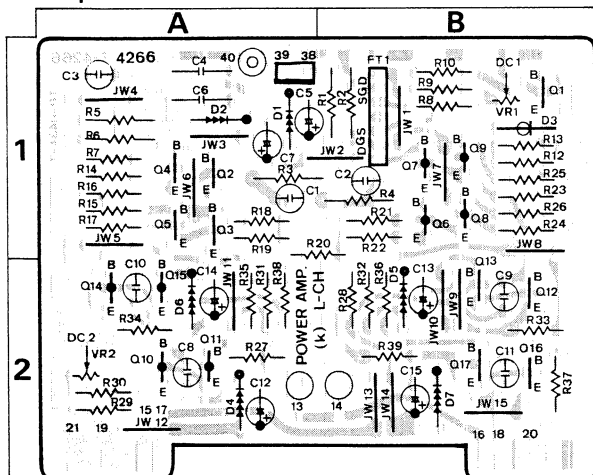 A B
1
2
4266
C3
JW4
C4
C6
40
39 38
FT1
SGD
DGS
R10
R9
R8
DC1
VR1
Q1
B
E
D3
R5
R6
R7
R14
R16
R15
R17
JW5
D2
JW3
D1
C5
C7
R1
R2
JW2
JW1
B
Q4
E
Q5
E
JW6
B
Q2
E
Q3
E
R3
C1
C2
R4
R18
R19
R21
R22
R20
B
Q7
E
Q6
E
JW7
B
Q9
E
Q8
E
R13
R12
R25
R23
R26
R24
JW8
B
Q14
E
C10
B
Q15
E
D6
C14
JW11
R35
R31
R38
POWER AMP.
(k) L-CH
R28
R32
R36
D5
C13
JW10
JW9
Q13
B
E
C9
B
Q12
E
R33
R34
DC2
VR2
R30
R29
B
Q10
E
C8
Q11
B
E
R27
D4
C12
13
14
R39
JW13
JW14
C15
D7
B
Q17
E
C11
Q16
B
E
R37
JW15
21 19
15 17
JW12
16 18 20